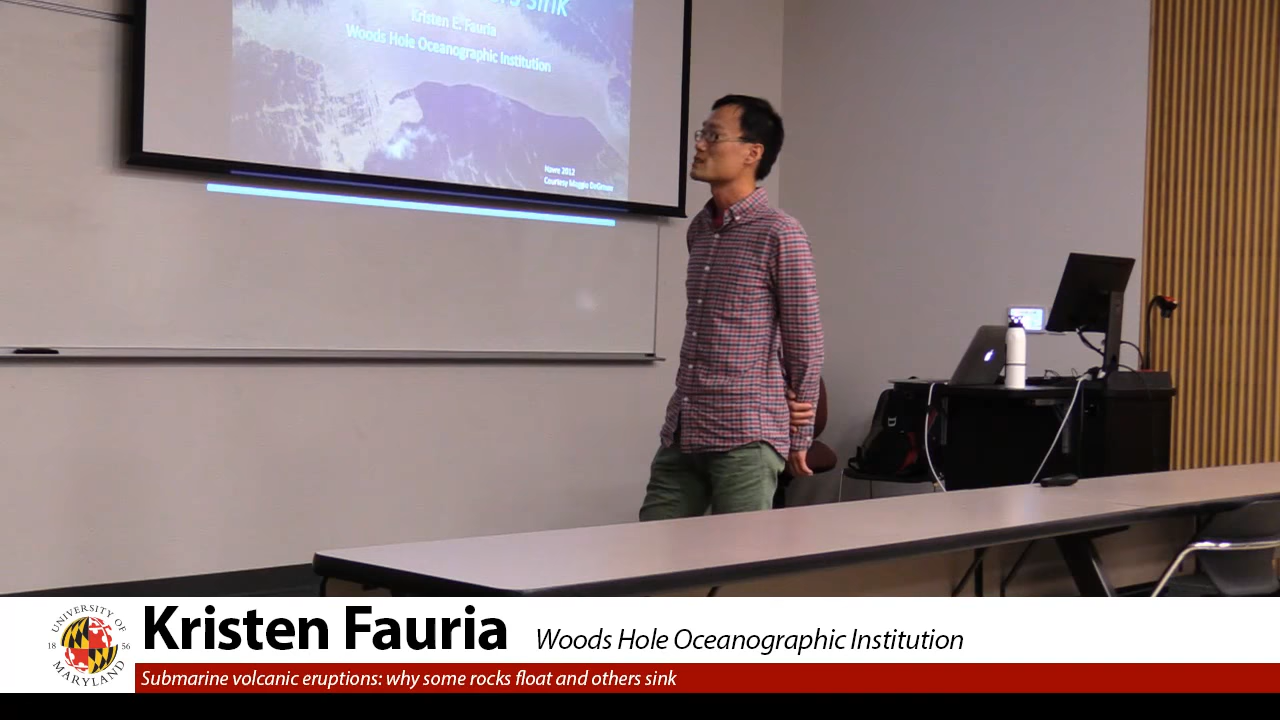 sink
Kristen E. Fauria
Woods Hole Oceanographic Institution
Havre 2012
UNIVERSITY OF
18 56
MARYLAND
Kristen Fauria
Woods Hole Oceanographic Institution
Submarine volcanic eruptions: why some rocks float and others sink